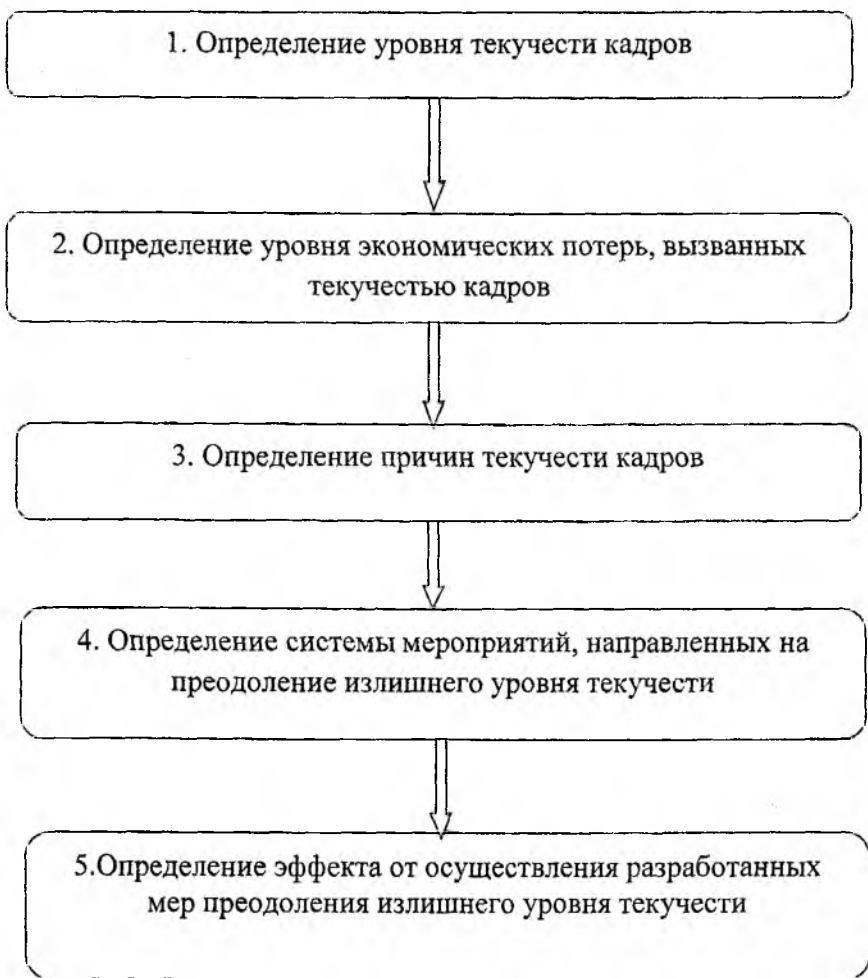 1. Определение уровня текучести кадров
2. Определение уровня экономических потерь, вызванных
текучестью кадров
3. Определение причин текучести кадров
4. Определение системы мероприятий, направленных на
преодоление излишнего уровня текучести
5.Определение эффекта от осуществления разработанных
мер преодоления излишнего уровня текучести